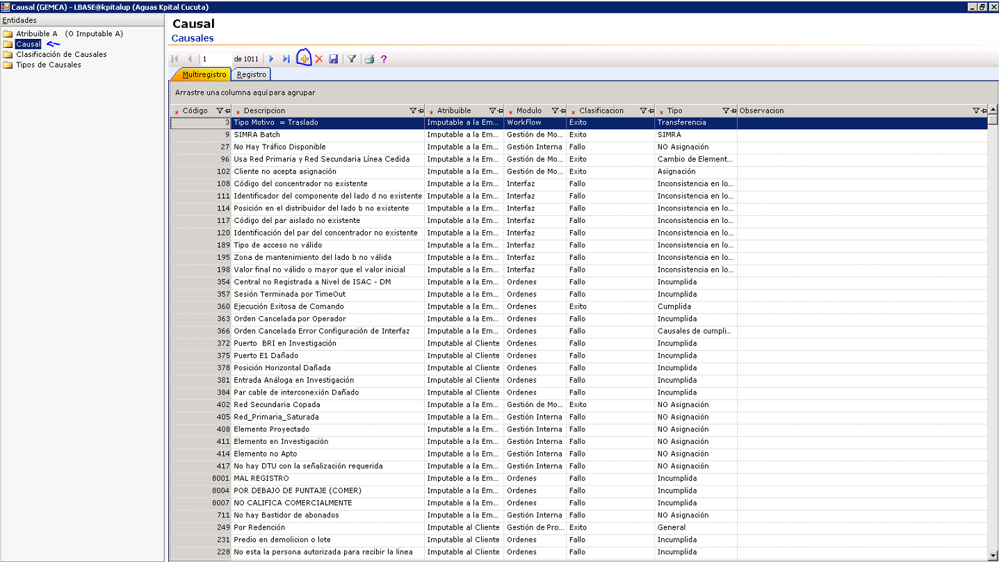 Causal (GEMCA) - LBASE@kpitalup (Aguas Kpital Cucuta)
Entidades
Atribuible A (O Imputable A)
Causal
Clasificación de Causales
Tipos de Causales
Causal
Causales
1 de 1011 ?
Multiregistro Registro
Arrastre una columna aquí para agrupar
* Código * Descripcion * Atribuible * Modulo * Clasificacion * Tipo Observacion
3 Tipo Motivo = Traslado Imputable a la Em... WorkFlow Exito Transferencia
9 SIMRA Batch Imputable a la Em... Gestión de Mo... Exito SIMRA
27 No Hay Tráfico Disponible Imputable a la Em... Gestión Interna Fallo NO Asignación
96 Usa Red Primaria y Red Secundaria Línea Cedida Imputable a la Em... Gestión de Mo... Exito Cambio de Element...
102 Cliente no acepta asignación Imputable a la Em... Gestión de Mo... Exito Asignación
108 Código del concentrador no existente Imputable a la Em... Interfaz Fallo Inconsistencia en lo...
111 Identificador del componente del lado d no existente Imputable a la Em... Interfaz Fallo Inconsistencia en lo...
114 Posición en el distribuidor del lado b no existente Imputable a la Em... Interfaz Fallo Inconsistencia en lo...
117 Código del par aislado no existente Imputable a la Em... Interfaz Fallo Inconsistencia en lo...
120 Identificación del par del concentrador no existente Imputable a la Em... Interfaz Fallo Inconsistencia en lo...
189 Tipo de acceso no válido Imputable a la Em... Interfaz Fallo Inconsistencia en lo...
195 Zona de mantenimiento del lado b no válida Imputable a la Em... Interfaz Fallo Inconsistencia en lo...
198 Valor final no válido o mayor que el valor inicial Imputable a la Em... Interfaz Fallo Inconsistencia en lo...
354 Central no Registrada a Nivel de ISAC - DM Imputable a la Em... Ordenes Fallo Incumplida
357 Sesión Terminada por TimeOut Imputable a la Em... Ordenes Fallo Incumplida
360 Ejecución Exitosa de Comando Imputable a la Em... Ordenes Exito Cumplida
363 Orden Cancelada por Operador Imputable a la Em... Ordenes Fallo Incumplida
366 Orden Cancelada Error Configuración de Interfaz Imputable a la Em... Ordenes Fallo Causales de cumpli...
372 Puerto BRI en Investigación Imputable al Cliente Ordenes Fallo Incumplida
375 Puerto E1 Dañado Imputable al Cliente Ordenes Fallo Incumplida
378 Posición Horizontal Dañada Imputable al Cliente Ordenes Fallo Incumplida
381 Entrada Análoga en Investigación Imputable al Cliente Ordenes Fallo Incumplida
384 Par cable de interconexión Dañado Imputable al Cliente Ordenes Fallo Incumplida
402 Red Secundaria Copada Imputable a la Em... Gestión de Mo... Exito NO Asignación
405 Red_Primaria_Saturada Imputable a la Em... Gestión Interna Fallo NO Asignación
408 Elemento Proyectado Imputable a la Em... Gestión Interna Fallo NO Asignación
411 Elemento en Investigación Imputable a la Em... Gestión Interna Fallo NO Asignación
414 Elemento no Apto Imputable a la Em... Gestión Interna Fallo NO Asignación
417 No hay DTU con la señalización requerida Imputable a la Em... Gestión Interna Fallo NO Asignación
8001 MAL REGISTRO Imputable a la Em... Ordenes Fallo Incumplida
8004 POR DEBAJO DE PUNTAJE (COMER) Imputable a la Em... Ordenes Fallo Incumplida
8007 NO CALIFICA COMERCIALMENTE Imputable a la Em... Ordenes Fallo Incumplida
711 No hay Bastidor de abonados Imputable a la Em... Gestión Interna Fallo NO Asignación
249 Por Redención Imputable al Cliente Gestión de Pro... Exito General
231 Predio en demolicion o lote Imputable al Cliente Ordenes Fallo Incumplida
228 No esta la persona autorizada para recibir la linea Imputable al Cliente Ordenes Fallo Incumplida